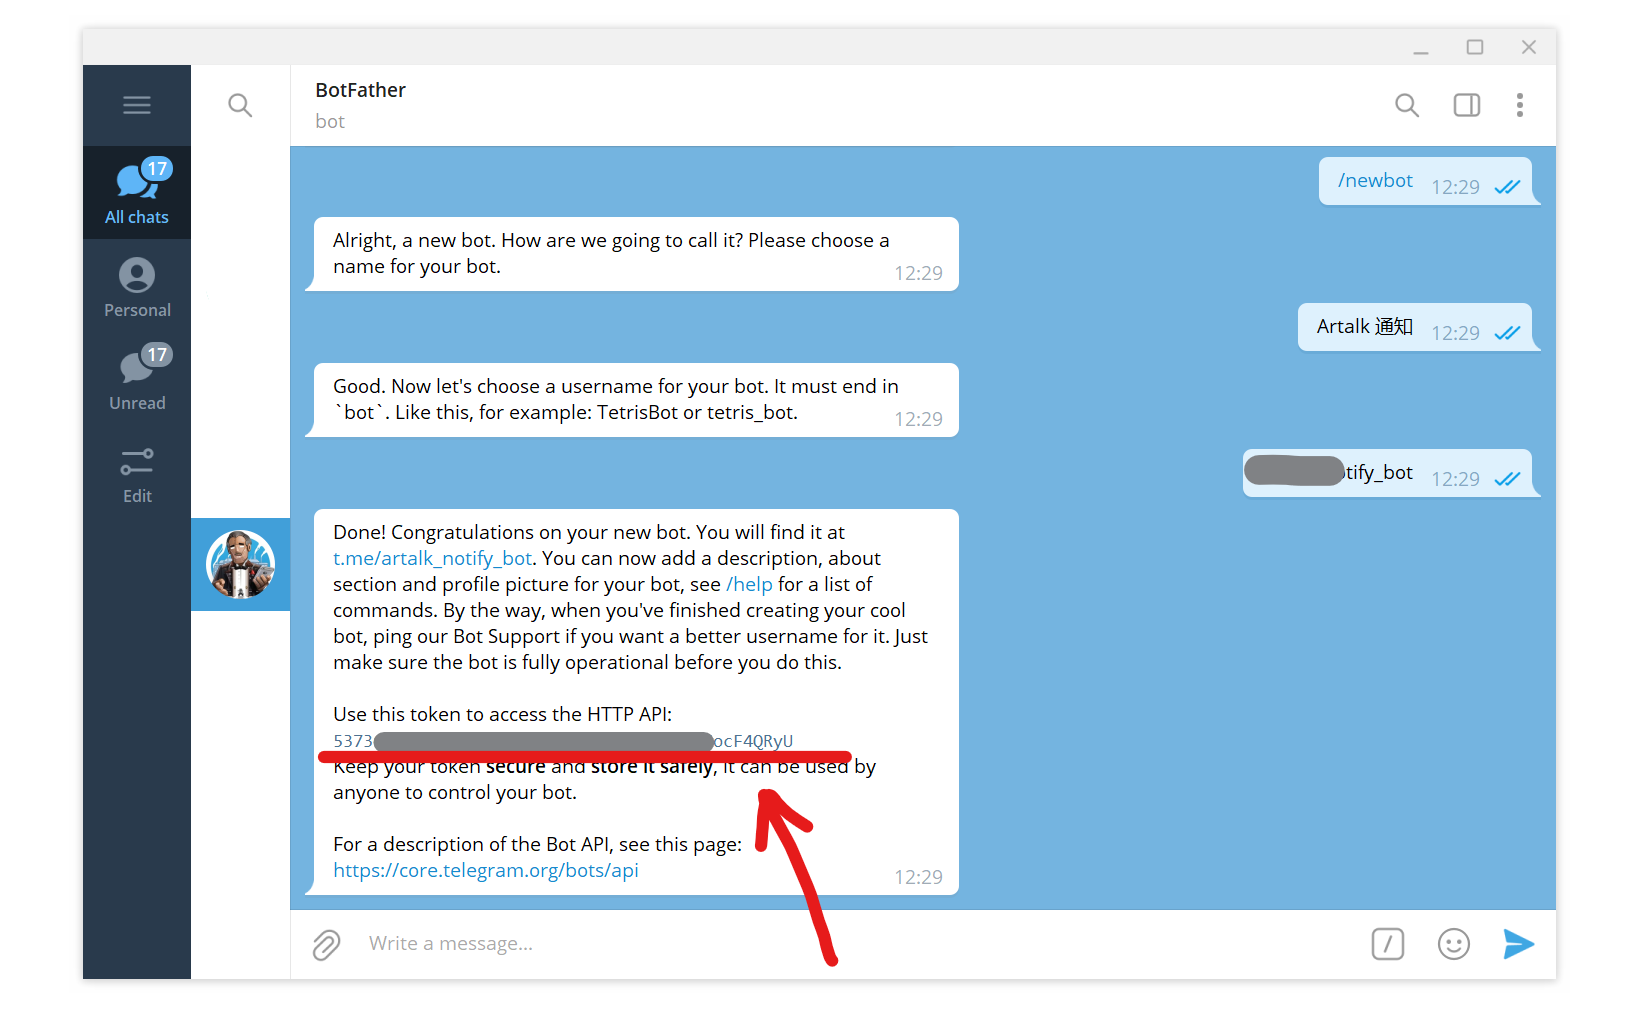 BotFather
bot
17
All chats
Personal
17
Unread
Edit
/newbot 12:29
Alright, a new bot. How are we going to call it? Please choose a
name for your bot.
12:29
Artalk 通知 12:29
Good. Now let's choose a username for your bot. It must end in
`bot`. Like this, for example: TetrisBot or tetris_bot.
12:29
tify_bot 12:29
Done! Congratulations on your new bot. You will find it at
t.me/artalk_notify_bot. You can now add a description, about
section and profile picture for your bot, see /help for a list of
commands. By the way, when you've finished creating your cool
bot, ping our Bot Support if you want a better username for it. Just
make sure the bot is fully operational before you do this.
Use this token to access the HTTP API:
5373 ocF4QRyU
Keep your token secure and store it safely, it can be used by
anyone to control your bot.
For a description of the Bot API, see this page:
https://core.telegram.org/bots/api
12:29
Write a message...